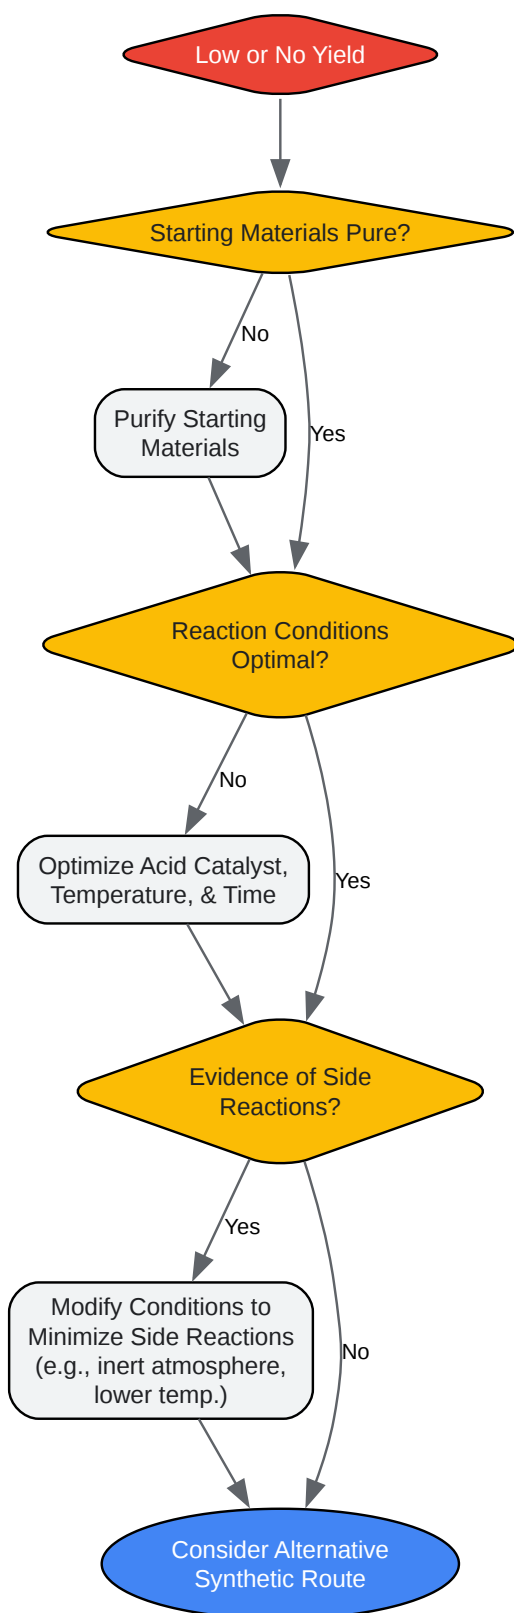 Low or No Yield
Starting Materials Pure?
No
Purify Starting
Materials
Yes
Reaction Conditions
Optimal?
No
Optimize Acid Catalyst,
Temperature, & Time
Yes
Evidence of Side
Reactions?
Yes
Modify Conditions to
Minimize Side Reactions
(e.g., inert atmosphere,
lower temp.)
No
Consider Alternative
Synthetic Route